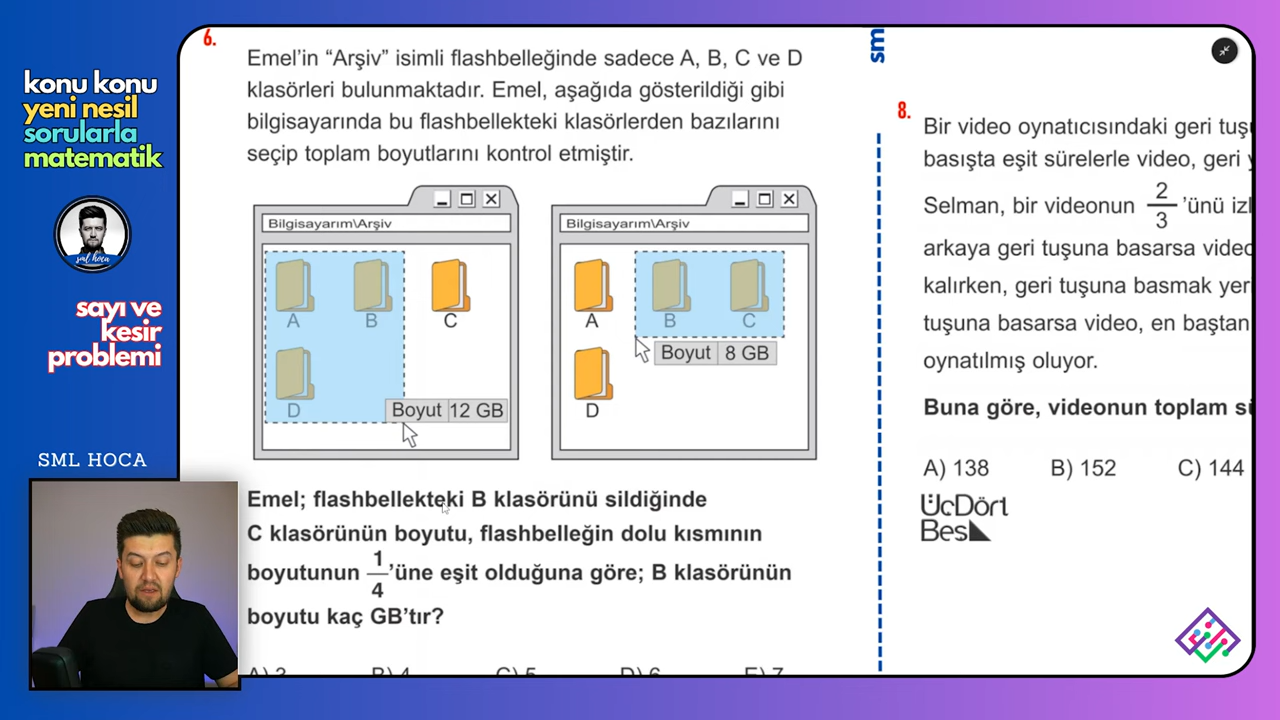 konu konu
yeni nesil
sorularla
matematik
sml hoca
sayı ve
kesir
problemi
SML HOCA
6.
Emel'in “Arşiv” isimli flashbelleğinde sadece A, B, C ve D
klasörleri bulunmaktadır. Emel, aşağıda gösterildiği gibi
bilgisayarında bu flashbellekteki klasörlerden bazılarını
seçip toplam boyutlarını kontrol etmiştir.
Bilgisayarım\Arşiv
A B C
D
Boyut 12 GB
Bilgisayarım\Arşiv
A B C
Boyut 8 GB
D
Emel; flashbellekteki B klasörünü sildiğinde
C klasörünün boyutu, flashbelleğin dolu kısmının
boyutunun 1/4 'üne eşit olduğuna göre; B klasörünün
boyutu kaç GB'tır?
A) 3 B) 4 C) 5 D) 6 E) 7
sm
8.
Bir video oynatıcısındaki geri tuşu
basışta eşit sürelerle video, geri
Selman, bir videonun 2/3 'ünü izl
arkaya geri tuşuna basarsa video
kalırken, geri tuşuna basmak yer
tuşuna basarsa video, en baştan
oynatılmış oluyor.
Buna göre, videonun toplam sü
A) 138 B) 152 C) 144
ÜçDört
Beş